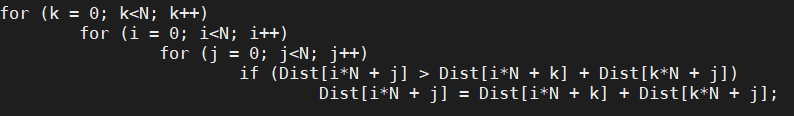 for (k = 0; k<N; k++)
for (i = 0; i<N; i++)
for (j = 0; j<N; j++)
if (Dist[i*N + j] > Dist[i*N + k] + Dist[k*N + j])
Dist[i*N + j] = Dist[i*N + k] + Dist[k*N + j];